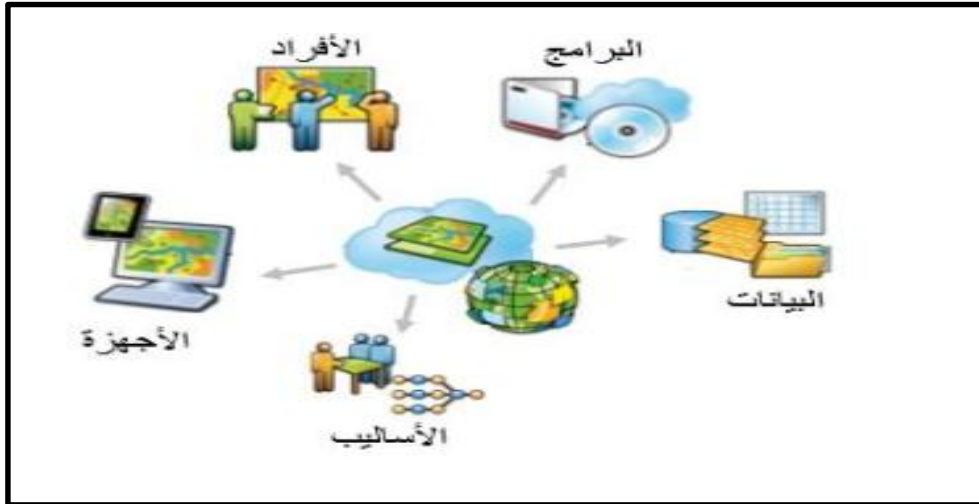 البرامج
الأفراد
البيانات
الأجهزة
الأساليب